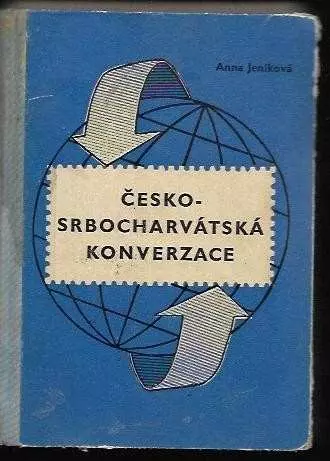 Anna Jeníková
ČESKO-
SRBOCHARVÁTSKÁ
KONVERZACE